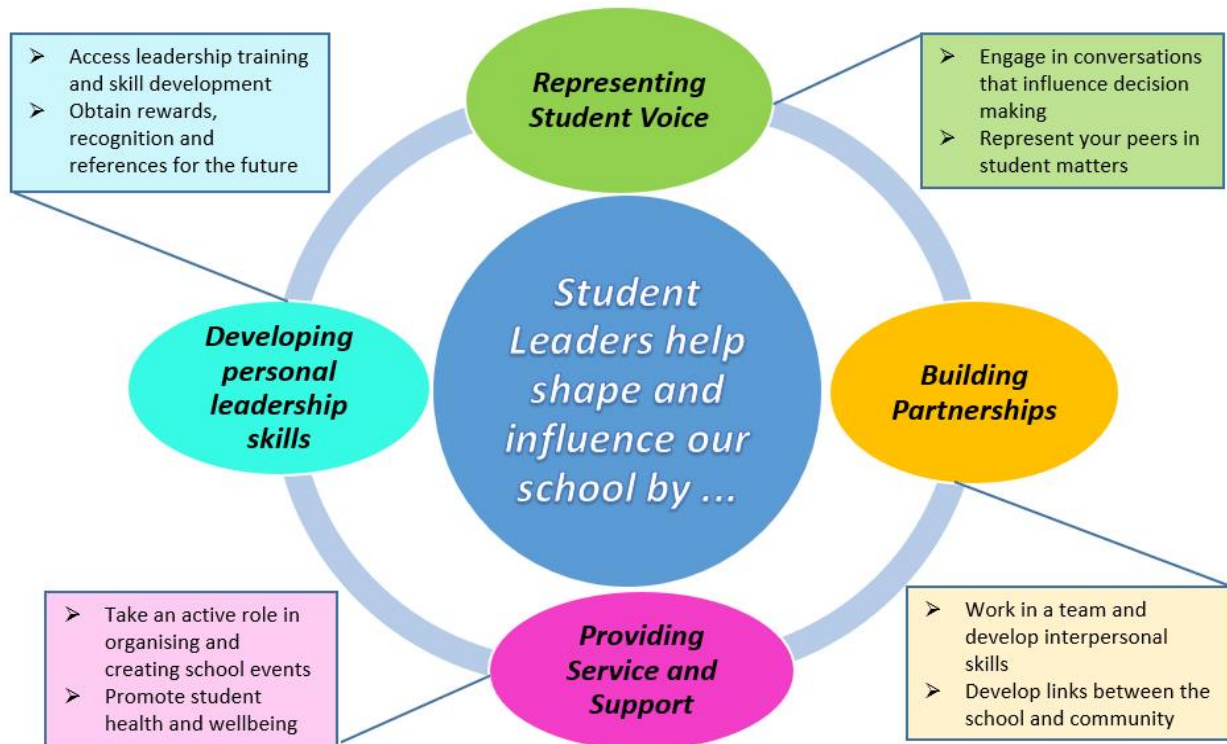 Student
Leaders help
shape and
influence our
school by ...
Representing
Student Voice
➢ Engage in conversations
that influence decision
making
➢ Represent your peers in
student matters
Building
Partnerships
➢ Work in a team and
develop interpersonal
skills
➢ Develop links between the
school and community
Providing
Service and
Support
➢ Take an active role in
organising and
creating school events
➢ Promote student
health and wellbeing
Developing
personal
leadership
skills
➢ Access leadership training
and skill development
➢ Obtain rewards,
recognition and
references for the future